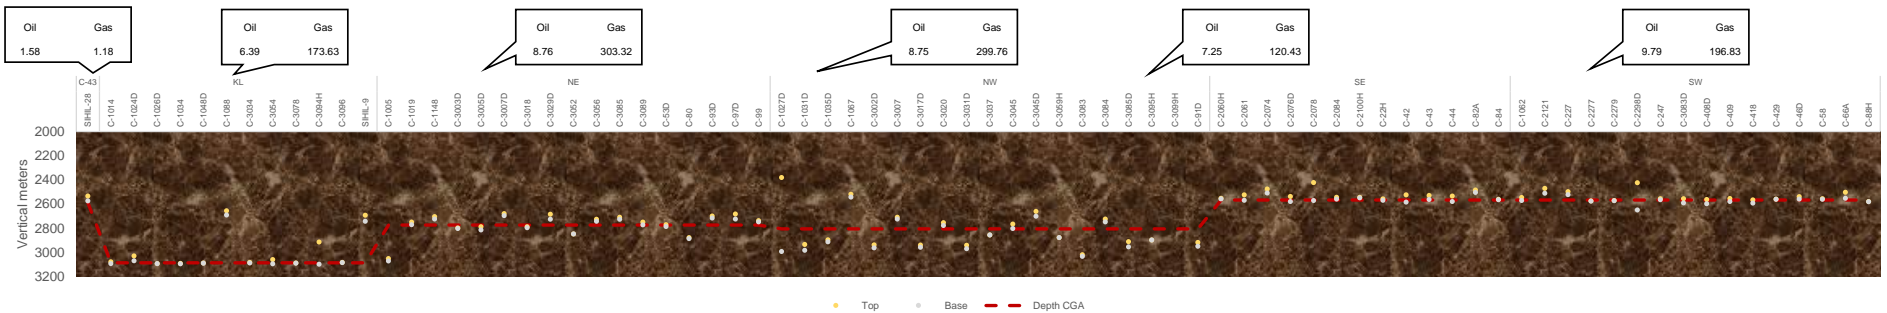 Oil Gas
1.58 1.18
Oil Gas
6.39 173.63
Oil Gas
8.76 303.32
Oil Gas
8.75 299.76
Oil Gas
7.25 120.43
Oil Gas
9.79 196.83
C-43 KL NE NW SE SW
SIHIL-28
C-1014
C-1024D
C-1026D
C-1034
C-1048D
C-1088
C-3034
C-3054
C-3078
C-3094H
C-3096
SIHIL-9
C-1005
C-1019
C-1148
C-3003D
C-3005D
C-3007D
C-3018
C-3029D
C-3052
C-3056
C-3085
C-3089
C-53D
C-80
C-93D
C-97D
C-99
C-1027D
C-1031D
C-1035D
C-1067
C-3002D
C-3007
C-3017D
C-3020
C-3031D
C-3037
C-3045
C-3045D
C-3059H
C-3083
C-3084
C-3085D
C-3095H
C-3099H
C-91D
C-2060H
C-2061
C-2074
C-2076D
C-2078
C-2084
C-2100H
C-22H
C-42
C-43
C-44
C-82A
C-84
C-1062
C-2121
C-227
C-2277
C-2279
C-2298D
C-247
C-3083D
C-4008D
C-409
C-418
C-429
C-46D
C-58
C-66A
C-88H
2000
2200
2400
2600
2800
3000
3200
Vertical meters
Top Base Depth CGA